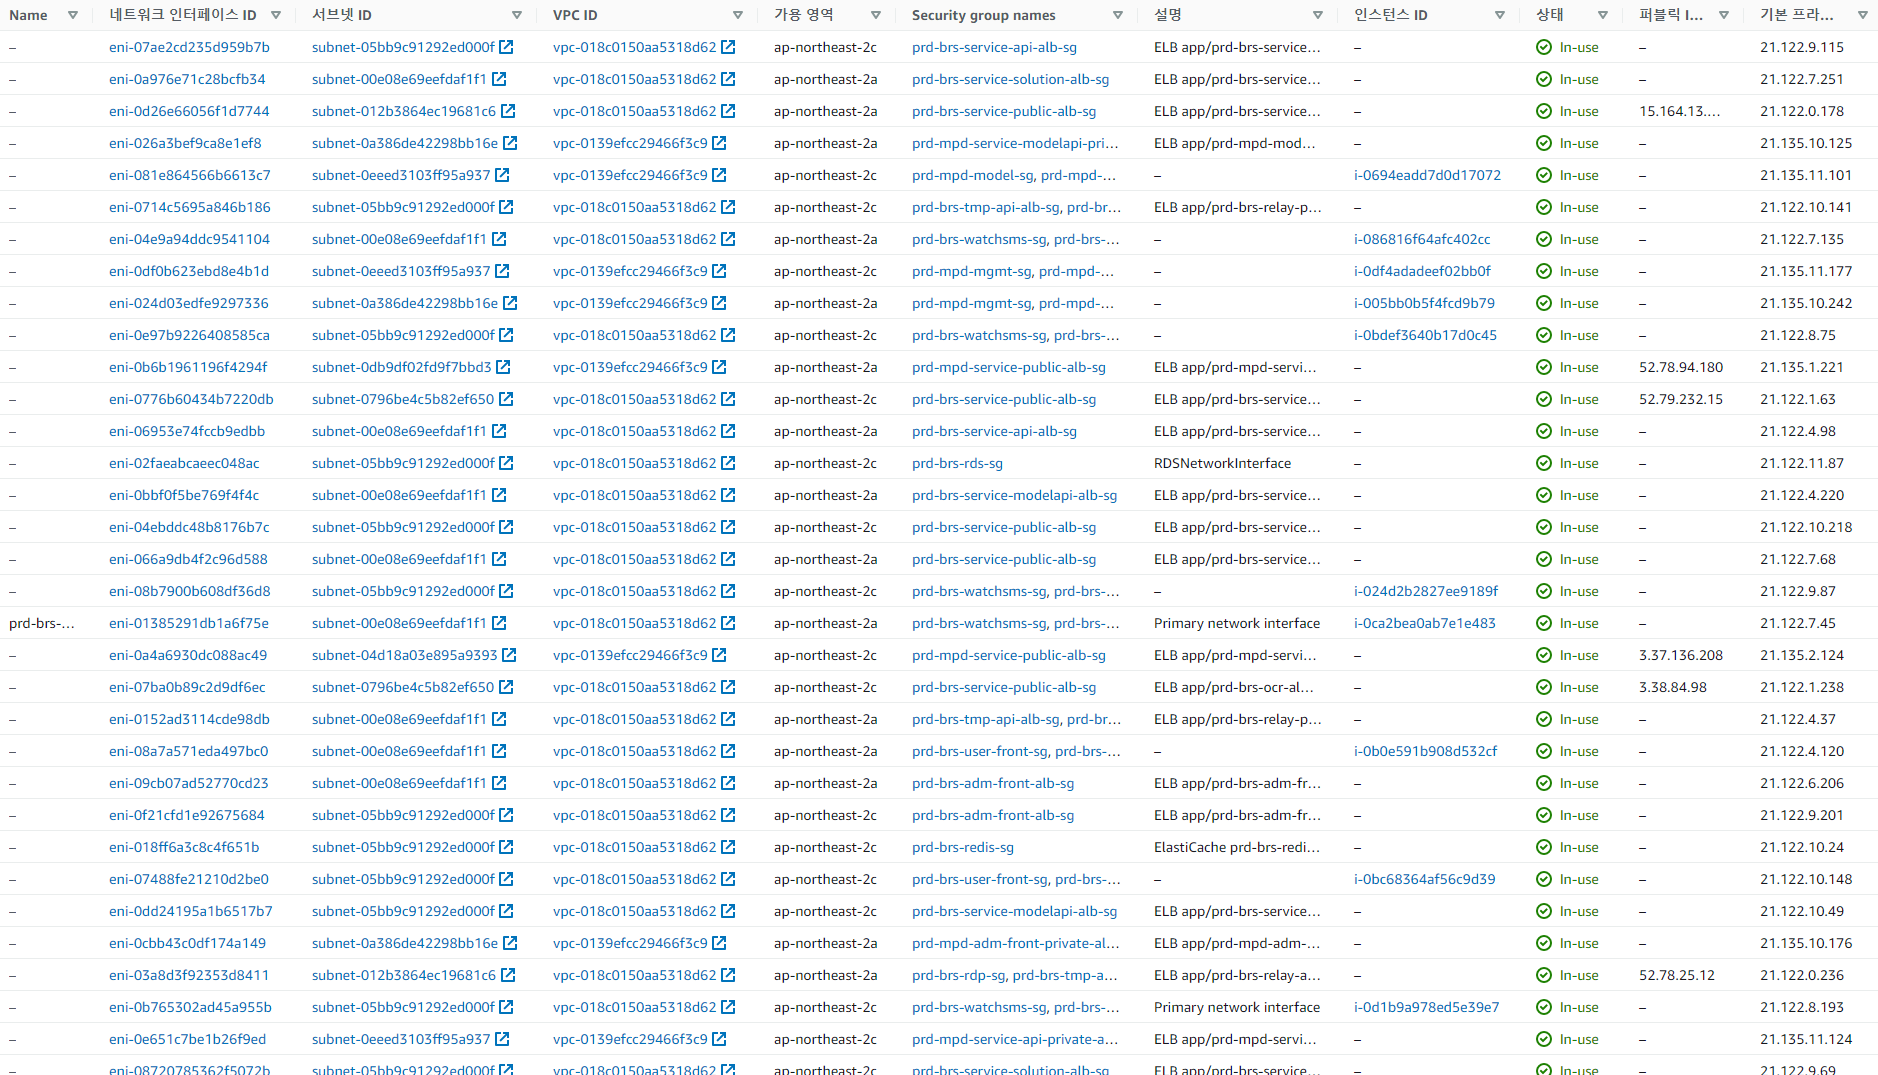 Name 네트워크 인터페이스 ID 서브넷 ID VPC ID 가용 영역 Security group names 설명 인스턴스 ID 상태 퍼블릭 I... 기본 프라...
– eni-07ae2cd235d959b7b subnet-05bb9c91292ed000f vpc-018c0150aa5318d62 ap-northeast-2c prd-brs-service-api-alb-sg ELB app/prd-brs-service... – In-use – 21.122.9.115
– eni-0a976e71c28bcfb34 subnet-00e08e69eefdaf1f1 vpc-018c0150aa5318d62 ap-northeast-2a prd-brs-service-solution-alb-sg ELB app/prd-brs-service... – In-use – 21.122.7.251
– eni-0d26e66056f1d7744 subnet-012b3864ec19681c6 vpc-018c0150aa5318d62 ap-northeast-2a prd-brs-service-public-alb-sg ELB app/prd-brs-service... – In-use 15.164.13.... 21.122.0.178
– eni-026a3bef9ca8e1ef8 subnet-0a386de42298bb16e vpc-0139efcc29466f3c9 ap-northeast-2a prd-mpd-service-modelapi-pri... ELB app/prd-mpd-mod... – In-use – 21.135.10.125
– eni-081e864566b6613c7 subnet-0eeed3103ff95a937 vpc-0139efcc29466f3c9 ap-northeast-2c prd-mpd-model-sg, prd-mpd-... – i-0694eadd7d0d17072 In-use – 21.135.11.101
– eni-0714c5695a846b186 subnet-05bb9c91292ed000f vpc-018c0150aa5318d62 ap-northeast-2c prd-brs-tmp-api-alb-sg, prd-br... ELB app/prd-brs-relay-p... – In-use – 21.122.10.141
– eni-04e9a94ddc9541104 subnet-00e08e69eefdaf1f1 vpc-018c0150aa5318d62 ap-northeast-2a prd-brs-watchsms-sg, prd-brs-... – i-086816f64afc402cc In-use – 21.122.7.135
– eni-0df0b623ebd8e4b1d subnet-0eeed3103ff95a937 vpc-0139efcc29466f3c9 ap-northeast-2c prd-mpd-mgmt-sg, prd-mpd-... – i-0df4adadeef02bb0f In-use – 21.135.11.177
– eni-024d03edfe9297336 subnet-0a386de42298bb16e vpc-0139efcc29466f3c9 ap-northeast-2a prd-mpd-mgmt-sg, prd-mpd-... – i-005bb0b5f4fcd9b79 In-use – 21.135.10.242
– eni-0e97b9226408585ca subnet-05bb9c91292ed000f vpc-018c0150aa5318d62 ap-northeast-2c prd-brs-watchsms-sg, prd-brs-... – i-0bdef3640b17d0c45 In-use – 21.122.8.75
– eni-0b6b1961196f4294f subnet-0db9df02fd9f7bbd3 vpc-0139efcc29466f3c9 ap-northeast-2a prd-mpd-service-public-alb-sg ELB app/prd-mpd-servi... – In-use 52.78.94.180 21.135.1.221
– eni-0776b60434b7220db subnet-0796be4c5b82ef650 vpc-018c0150aa5318d62 ap-northeast-2c prd-brs-service-public-alb-sg ELB app/prd-brs-service... – In-use 52.79.232.15 21.122.1.63
– eni-06953e74fccb9edbb subnet-00e08e69eefdaf1f1 vpc-018c0150aa5318d62 ap-northeast-2a prd-brs-service-api-alb-sg ELB app/prd-brs-service... – In-use – 21.122.4.98
– eni-02faeabcaeec048ac subnet-05bb9c91292ed000f vpc-018c0150aa5318d62 ap-northeast-2c prd-brs-rds-sg RDSNetworkInterface – In-use – 21.122.11.87
– eni-0bbf0f5be769f4f4c subnet-00e08e69eefdaf1f1 vpc-018c0150aa5318d62 ap-northeast-2a prd-brs-service-modelapi-alb-sg ELB app/prd-brs-service... – In-use – 21.122.4.220
– eni-04ebddc48b8176b7c subnet-05bb9c91292ed000f vpc-018c0150aa5318d62 ap-northeast-2c prd-brs-service-public-alb-sg ELB app/prd-brs-service... – In-use – 21.122.10.218
– eni-066a9db4f2c96d588 subnet-00e08e69eefdaf1f1 vpc-018c0150aa5318d62 ap-northeast-2a prd-brs-service-public-alb-sg ELB app/prd-brs-service... – In-use – 21.122.7.68
– eni-08b7900b608df36d8 subnet-05bb9c91292ed000f vpc-018c0150aa5318d62 ap-northeast-2c prd-brs-watchsms-sg, prd-brs-... – i-024d2b2827ee9189f In-use – 21.122.9.87
prd-brs-... eni-01385291db1a6f75e subnet-00e08e69eefdaf1f1 vpc-018c0150aa5318d62 ap-northeast-2a prd-brs-watchsms-sg, prd-brs-... Primary network interface i-0ca2bea0ab7e1e483 In-use – 21.122.7.45
– eni-0a4a6930dc088ac49 subnet-04d18a03e895a9393 vpc-0139efcc29466f3c9 ap-northeast-2c prd-mpd-service-public-alb-sg ELB app/prd-mpd-servi... – In-use 3.37.136.208 21.135.2.124
– eni-07ba0b89c2d9df6ec subnet-0796be4c5b82ef650 vpc-018c0150aa5318d62 ap-northeast-2c prd-brs-service-public-alb-sg ELB app/prd-brs-ocr-al... – In-use 3.38.84.98 21.122.1.238
– eni-0152ad3114cde98db subnet-00e08e69eefdaf1f1 vpc-018c0150aa5318d62 ap-northeast-2a prd-brs-tmp-api-alb-sg, prd-br... ELB app/prd-brs-relay-p... – In-use – 21.122.4.37
– eni-08a7a571eda497bc0 subnet-00e08e69eefdaf1f1 vpc-018c0150aa5318d62 ap-northeast-2a prd-brs-user-front-sg, prd-brs-... – i-0b0e591b908d532cf In-use – 21.122.4.120
– eni-09cb07ad52770cd23 subnet-00e08e69eefdaf1f1 vpc-018c0150aa5318d62 ap-northeast-2a prd-brs-adm-front-alb-sg ELB app/prd-brs-adm-fr... – In-use – 21.122.6.206
– eni-0f21cfd1e92675684 subnet-05bb9c91292ed000f vpc-018c0150aa5318d62 ap-northeast-2c prd-brs-adm-front-alb-sg ELB app/prd-brs-adm-fr... – In-use – 21.122.9.201
– eni-018ff6a3c8c4f651b subnet-05bb9c91292ed000f vpc-018c0150aa5318d62 ap-northeast-2c prd-brs-redis-sg ElastiCache prd-brs-redi... – In-use – 21.122.10.24
– eni-07488fe21210d2be0 subnet-05bb9c91292ed000f vpc-018c0150aa5318d62 ap-northeast-2c prd-brs-user-front-sg, prd-brs-... – i-0bc68364af56c9d39 In-use – 21.122.10.148
– eni-0dd24195a1b6517b7 subnet-05bb9c91292ed000f vpc-018c0150aa5318d62 ap-northeast-2c prd-brs-service-modelapi-alb-sg ELB app/prd-brs-service... – In-use – 21.122.10.49
– eni-0cbb43c0df174a149 subnet-0a386de42298bb16e vpc-0139efcc29466f3c9 ap-northeast-2a prd-mpd-adm-front-private-al... ELB app/prd-mpd-adm-... – In-use – 21.135.10.176
– eni-03a8d3f92353d8411 subnet-012b3864ec19681c6 vpc-018c0150aa5318d62 ap-northeast-2a prd-brs-rdp-sg, prd-brs-tmp-a... ELB app/prd-brs-relay-a... – In-use 52.78.25.12 21.122.0.236
– eni-0b765302ad45a955b subnet-05bb9c91292ed000f vpc-018c0150aa5318d62 ap-northeast-2c prd-brs-watchsms-sg, prd-brs-... Primary network interface i-0d1b9a978ed5e39e7 In-use – 21.122.8.193
– eni-0e651c7be1b26f9ed subnet-0eeed3103ff95a937 vpc-0139efcc29466f3c9 ap-northeast-2c prd-mpd-service-api-private-a... ELB app/prd-mpd-servi... – In-use – 21.135.11.124
– eni-08720785362f5072b subnet-05bb9c91292ed000f vpc-018c0150aa5318d62 ap-northeast-2c prd-brs-service-solution-alb-sg ELB app/prd-brs-service... – In-use – 21.122.9.69